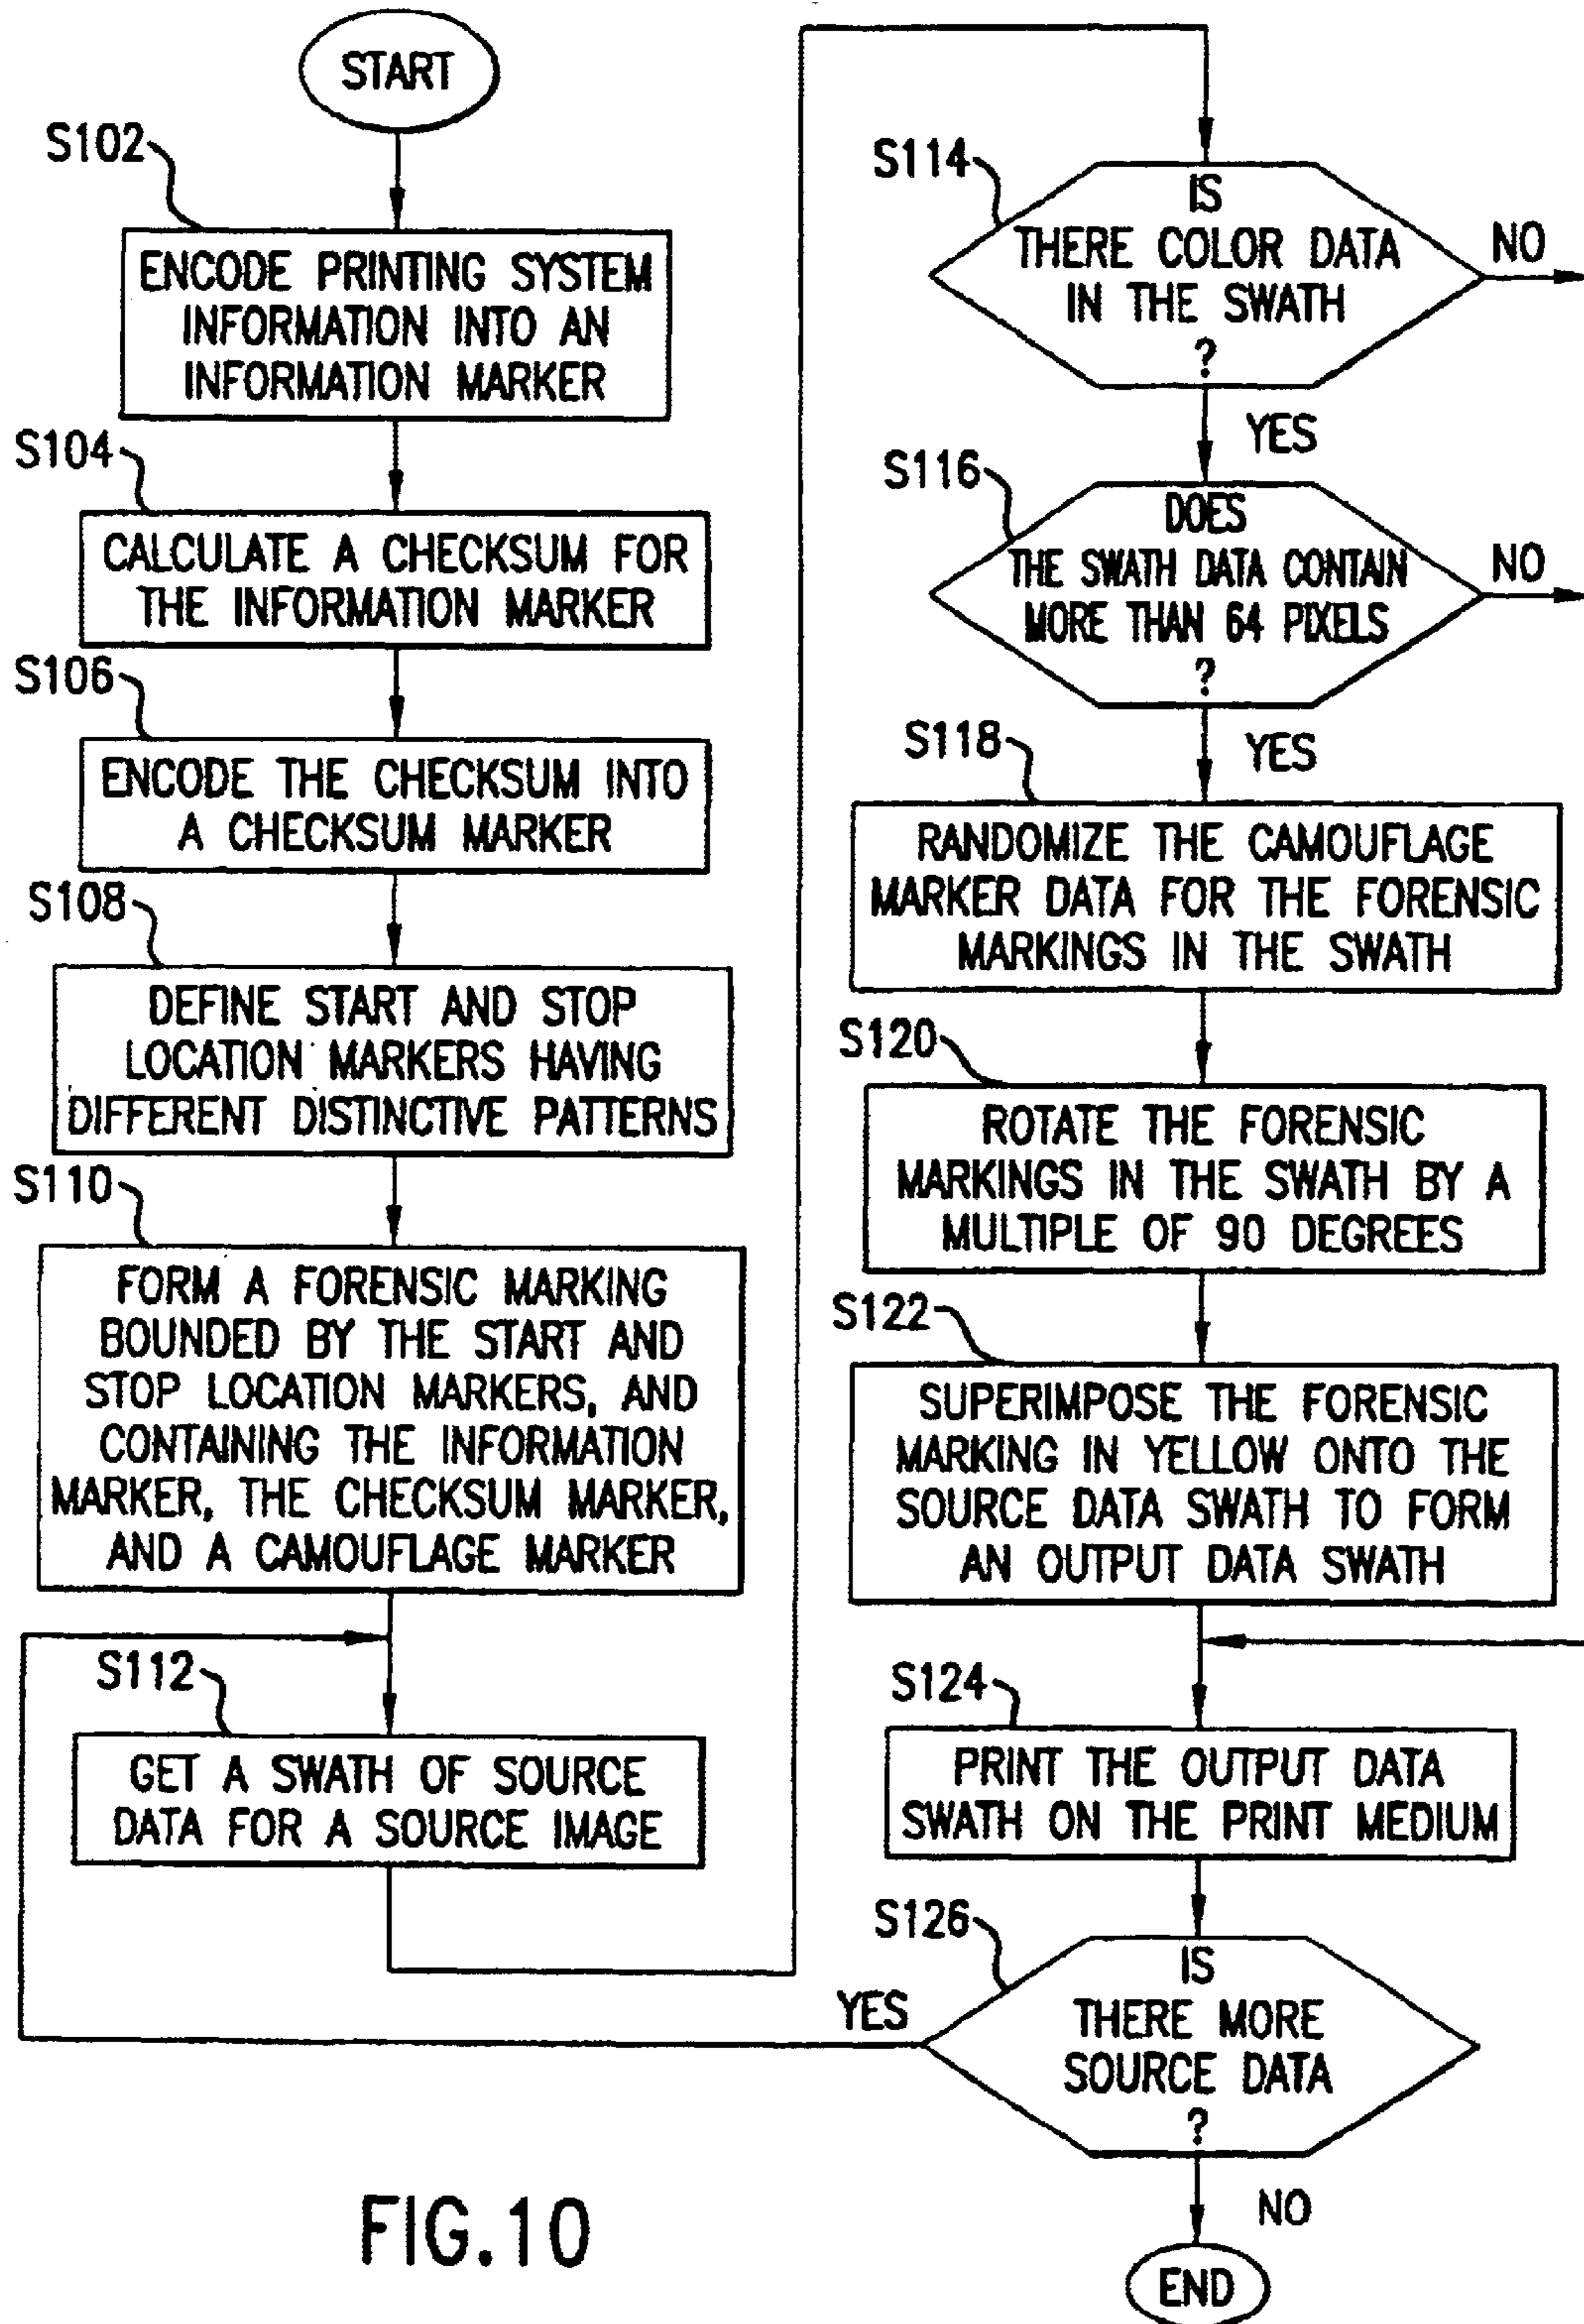 START
S102
ENCODE PRINTING SYSTEM
INFORMATION INTO AN
INFORMATION MARKER
S104
CALCULATE A CHECKSUM FOR
THE INFORMATION MARKER
S106
ENCODE THE CHECKSUM INTO
A CHECKSUM MARKER
S108
DEFINE START AND STOP
LOCATION MARKERS HAVING
DIFFERENT DISTINCTIVE PATTERNS
S110
FORM A FORENSIC MARKING
BOUNDED BY THE START AND
STOP LOCATION MARKERS, AND
CONTAINING THE INFORMATION
MARKER, THE CHECKSUM MARKER,
AND A CAMOUFLAGE MARKER
S112
GET A SWATH OF SOURCE
DATA FOR A SOURCE IMAGE
S114
IS
THERE COLOR DATA
IN THE SWATH
?
NO
YES
S116
DOES
THE SWATH DATA CONTAIN
MORE THAN 64 PIXELS
?
NO
YES
S118
RANDOMIZE THE CAMOUFLAGE
MARKER DATA FOR THE FORENSIC
MARKINGS IN THE SWATH
S120
ROTATE THE FORENSIC
MARKINGS IN THE SWATH BY A
MULTIPLE OF 90 DEGREES
S122
SUPERIMPOSE THE FORENSIC
MARKING IN YELLOW ONTO THE
SOURCE DATA SWATH TO FORM
AN OUTPUT DATA SWATH
S124
PRINT THE OUTPUT DATA
SWATH ON THE PRINT MEDIUM
S126
IS
THERE MORE
SOURCE DATA
?
YES
NO
END
FIG.10